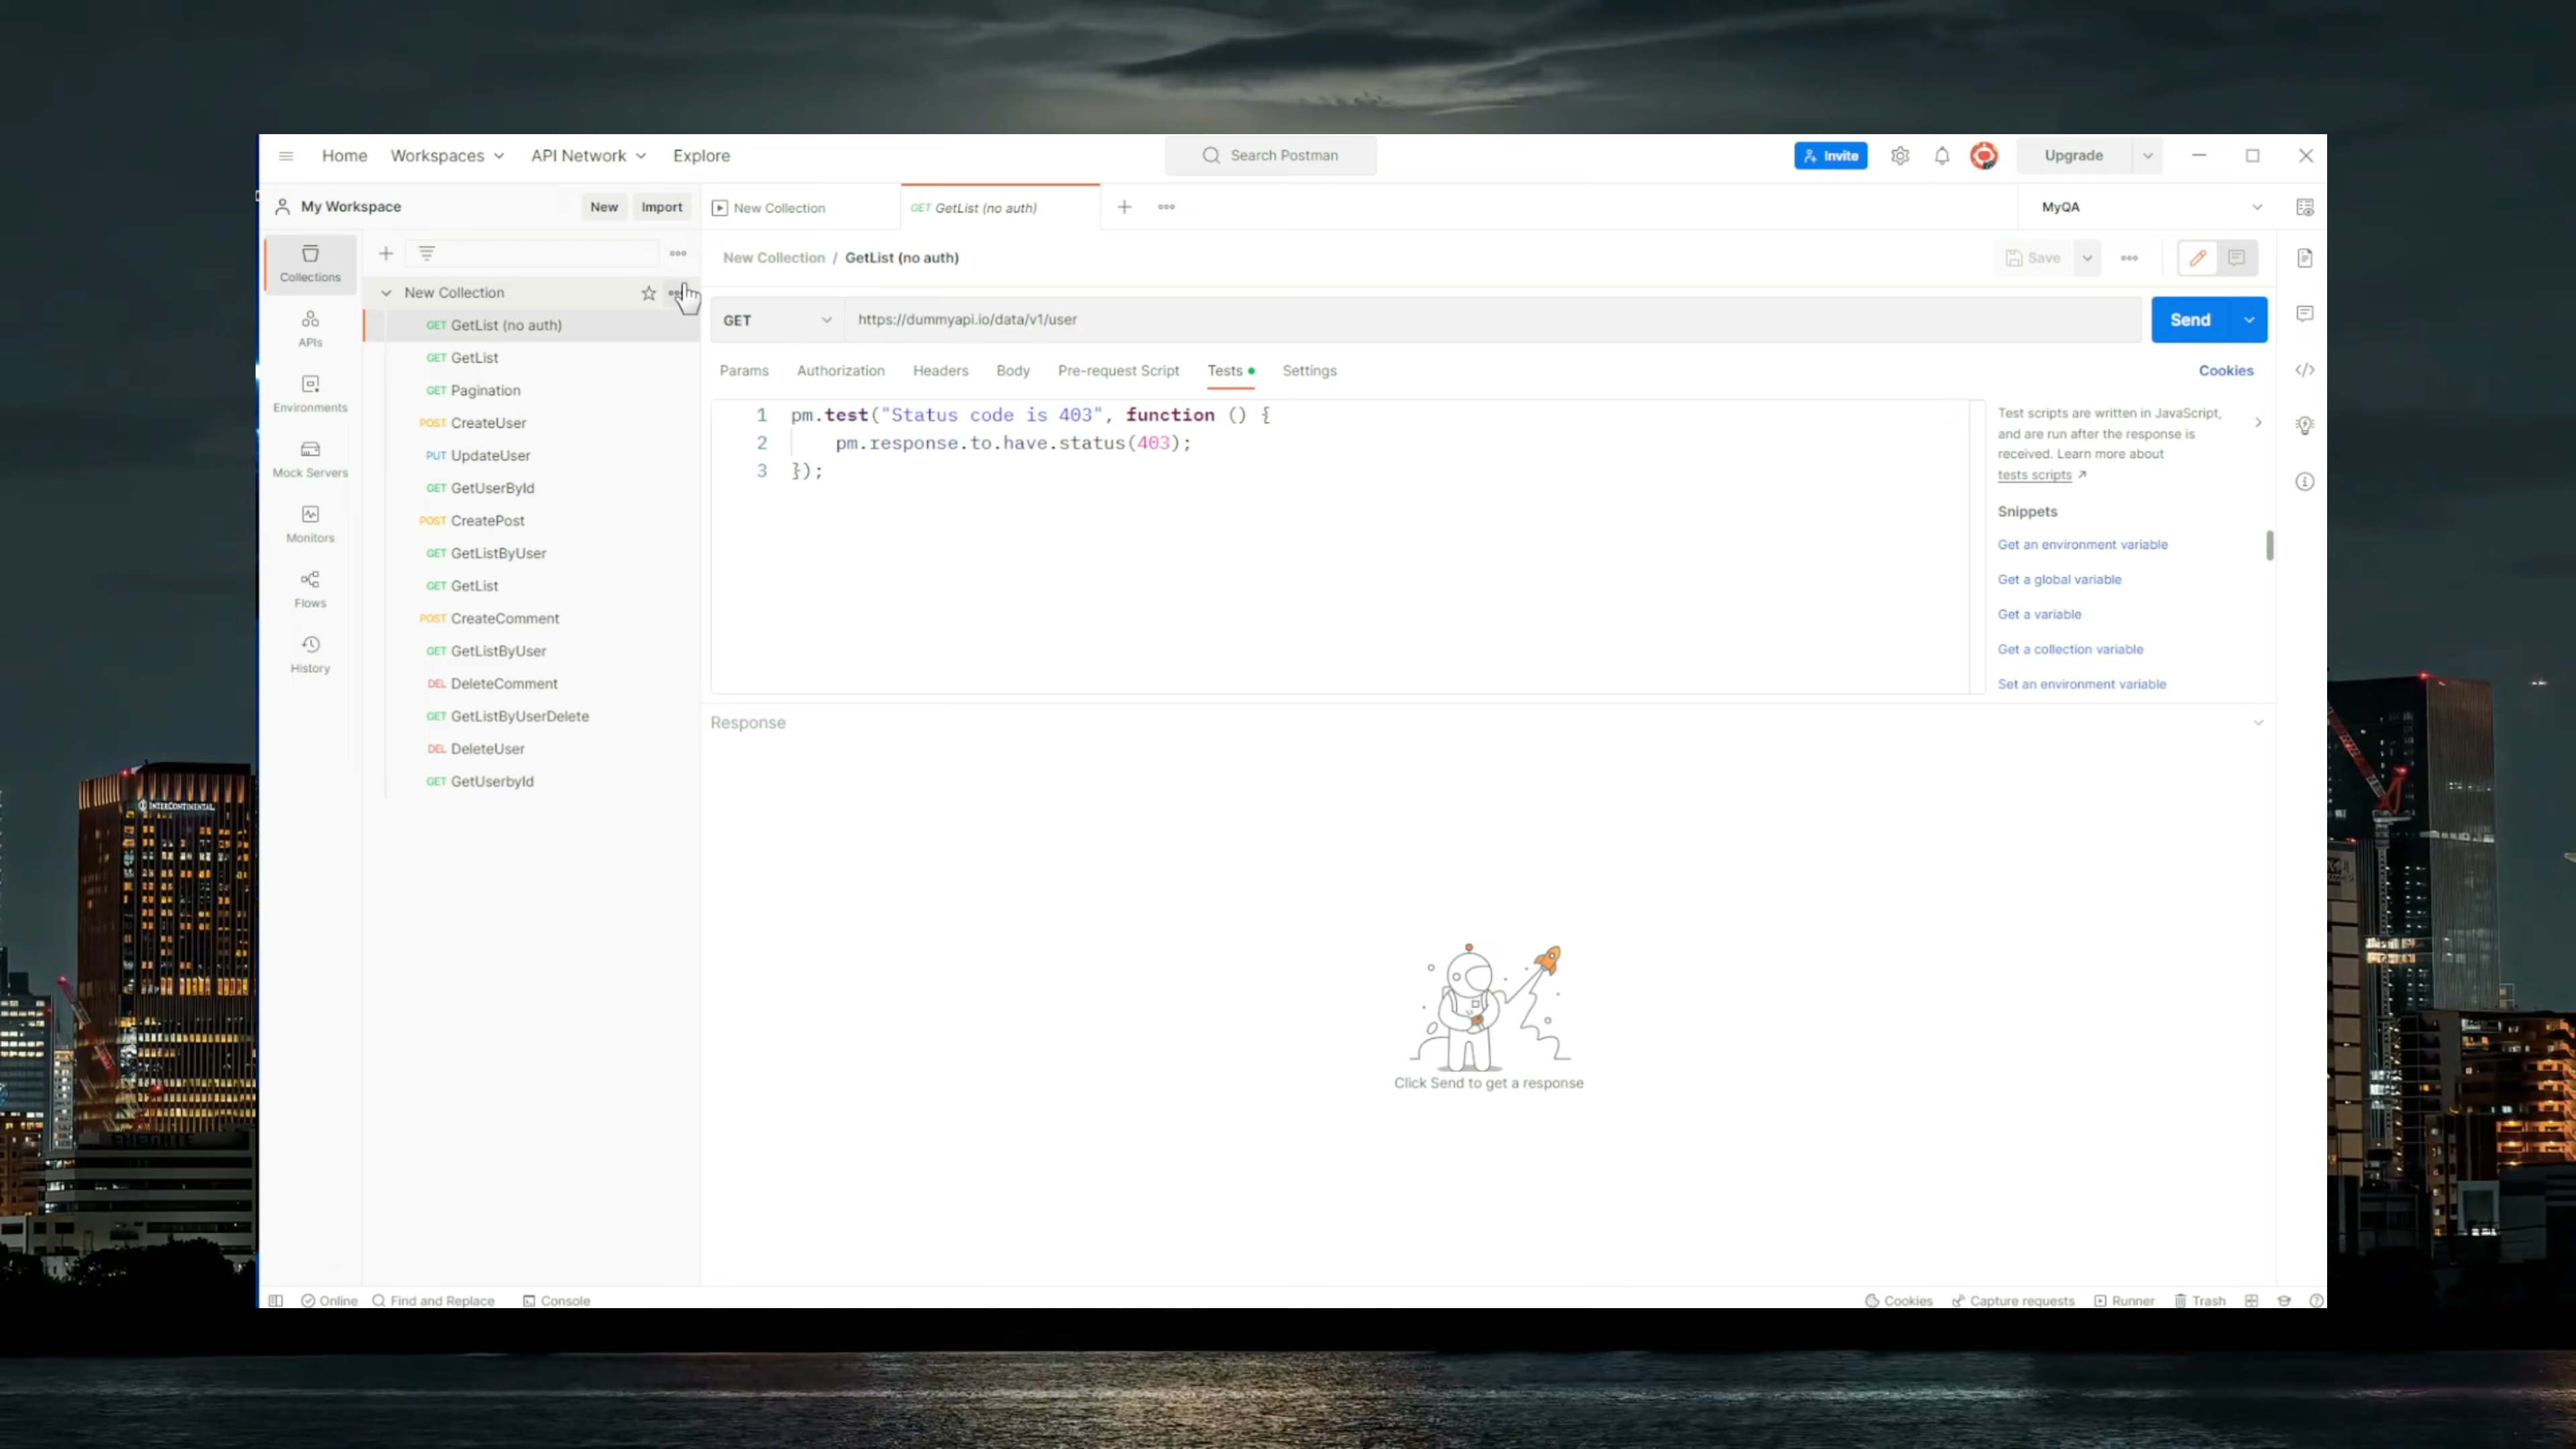 Home
Workspaces
API Network
Explore
Search Postman
Invite
Upgrade
My Workspace
New
Import
New Collection
GET GetList (no auth)
MyQA
Collections
APIs
Environments
Mock Servers
Monitors
Flows
History
New Collection
GET GetList (no auth)
GET GetList
GET Pagination
POST CreateUser
PUT UpdateUser
GET GetUserById
POST CreatePost
GET GetListByUser
GET GetList
POST CreateComment
GET GetListByUser
DEL DeleteComment
GET GetListByUserDelete
DEL DeleteUser
GET GetUserbyId
New Collection / GetList (no auth)
Save
GET
https://dummyapi.io/data/v1/user
Send
Params
Authorization
Headers
Body
Pre-request Script
Tests
Settings
Cookies
1 pm.test("Status code is 403", function () {
2 pm.response.to.have.status(403);
3 });
Test scripts are written in JavaScript,
and are run after the response is
received. Learn more about
tests scripts
Snippets
Get an environment variable
Get a global variable
Get a variable
Get a collection variable
Set an environment variable
Response
Click Send to get a response
Online
Find and Replace
Console
Cookies
Capture requests
Runner
Trash
INTERCONTINENTAL